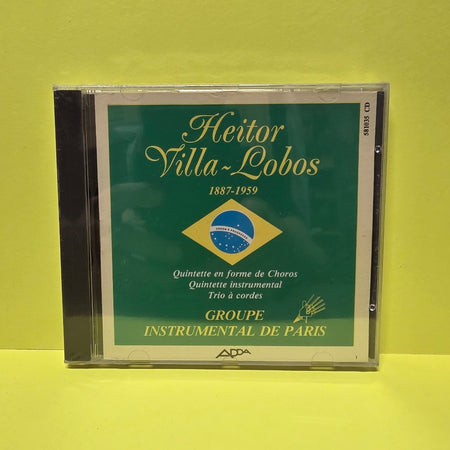 Heitor
Villa~Lobos
1887-1959
Quintette en forme de Choros
Quintette instrumental
Trio à cordes
GROUPE
INSTRUMENTAL DE PARIS
ADDA
581035 CD